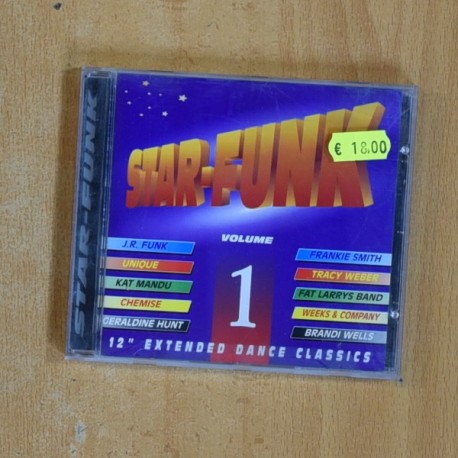 STAR-FUNK
STAR-FUNK
€ 18.00
VOLUME
1
J.R. FUNK
UNIQUE
KAT MANDU
CHEMISE
GERALDINE HUNT
FRANKIE SMITH
TRACY WEBER
FAT LARRYS BAND
WEEKS & COMPANY
BRANDI WELLS
12" EXTENDED DANCE CLASSICS